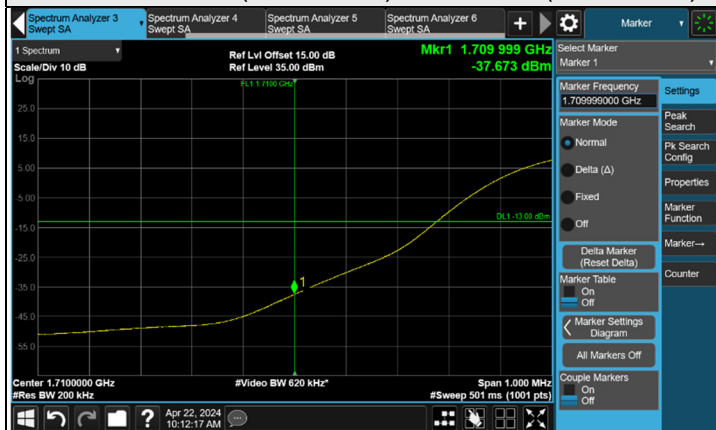 Spectrum Analyzer 3
Swept SA
Spectrum Analyzer 4
Swept SA
Spectrum Analyzer 5
Swept SA
Spectrum Analyzer 6
Swept SA
+
Marker
1 Spectrum
Scale/Div 10 dB
Ref Lvl Offset 15.00 dB
Ref Level 35.00 dBm
Mkr1 1.709 999 GHz
-37.673 dBm
Log
FL1 1.7100 GHz
25.0
15.0
5.00
-5.00
-15.0
-25.0
-35.0
-45.0
-55.0
DL1 -13.00 dBm
1
Center 1.7100000 GHz
#Res BW 200 kHz
#Video BW 620 kHz*
Span 1.000 MHz
#Sweep 501 ms (1001 pts)
Select Marker
Marker 1
Marker Frequency
1.709999000 GHz
Marker Mode
Normal
Delta (Δ)
Fixed
Off
Delta Marker
(Reset Delta)
Marker Table
On
Off
Marker Settings
Diagram
All Markers Off
Couple Markers
On
Off
Settings
Peak
Search
Pk Search
Config
Properties
Marker
Function
Marker→
Counter
?
Apr 22, 2024
10:12:17 AM